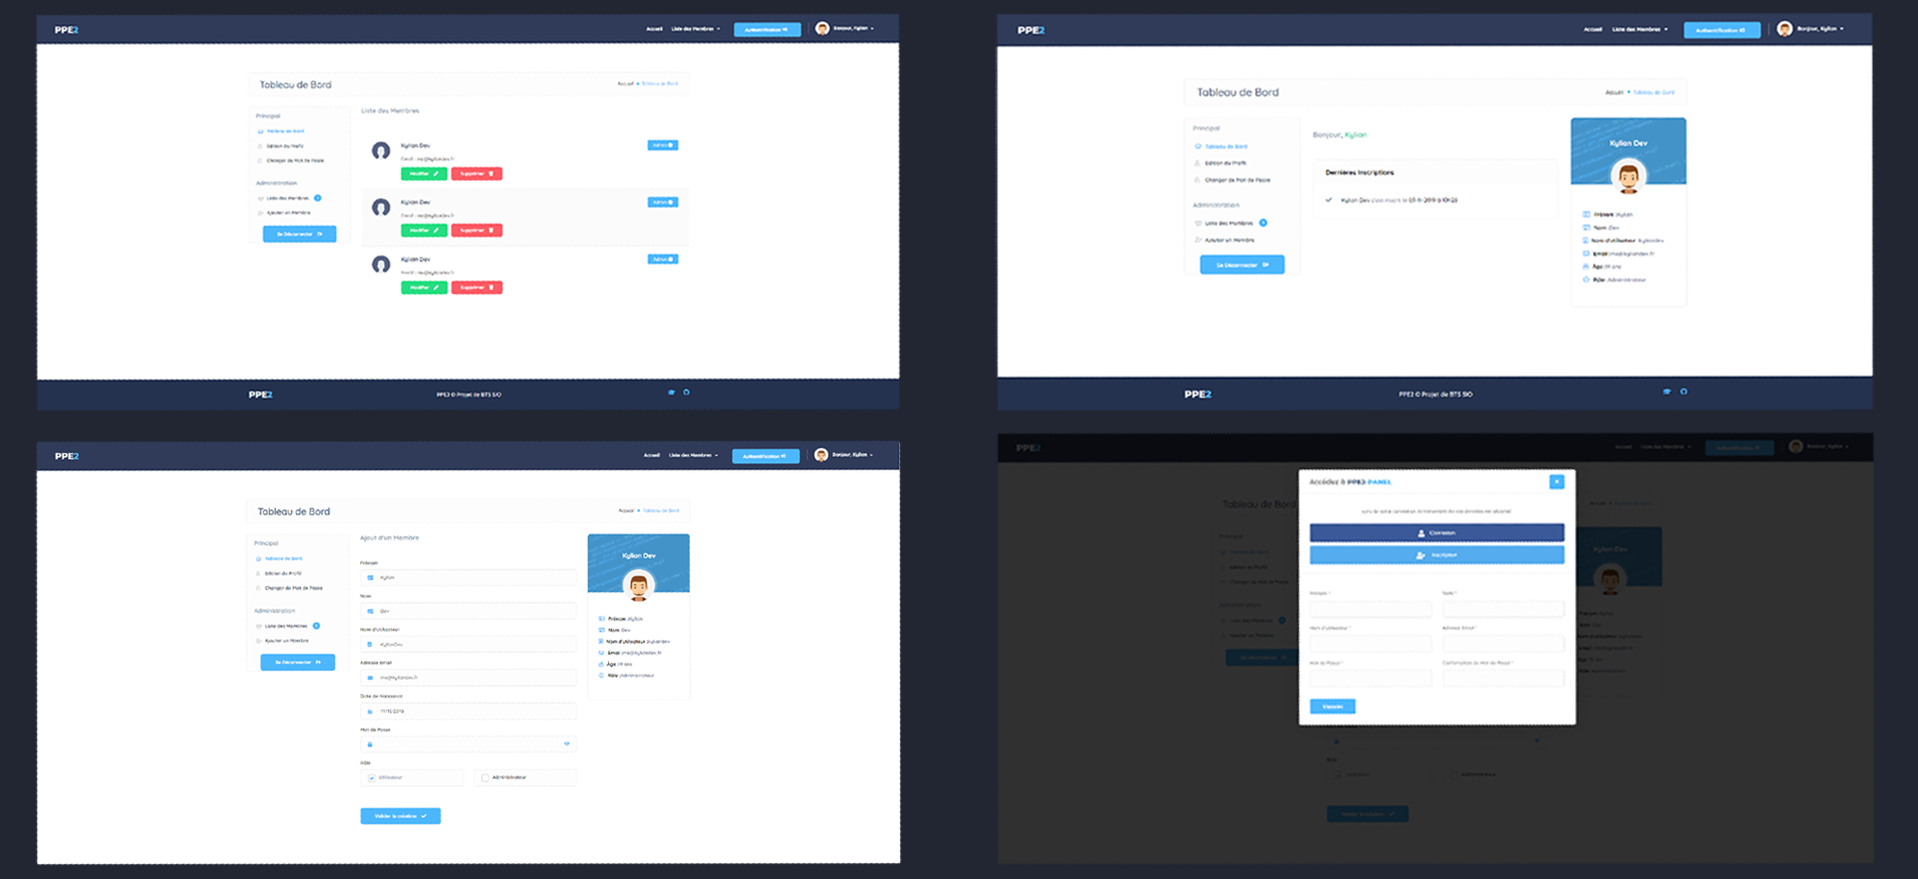 PPE2
Accueil Liste des Membres Authentification Bonjour, Kylian
Tableau de Bord
Accueil • Tableau de Bord
Principal
Tableau de Bord
Edition du Profil
Changer de Mot de Passe
Administration
Liste des Membres
Ajouter un Membre
Se Déconnecter
Liste des Membres
Kylian Dev
Admin
Email : me@kyliandev.fr
Modifier Supprimer
Kylian Dev
Admin
Email : me@kyliandev.fr
Modifier Supprimer
Kylian Dev
Admin
Email : me@kyliandev.fr
Modifier Supprimer
PPE2
PPE2 © Projet de BTS SIO
PPE2
Accueil Liste des Membres Authentification Bonjour, Kylian
Tableau de Bord
Accueil • Tableau de Bord
Principal
Tableau de Bord
Edition du Profil
Changer de Mot de Passe
Administration
Liste des Membres
Ajouter un Membre
Se Déconnecter
Bonjour, Kylian
Dernières Inscriptions
Kylian Dev s'est inscrit le
Kylian Dev
Prénom :Kylian
Nom :Dev
Nom d'utilisateur :kyliandev
Email :me@kyliandev.fr
Âge :19 ans
Rôle :Administrateur
PPE2
PPE2 © Projet de BTS SIO
PPE2
Accueil Liste des Membres Authentification Bonjour, Kylian
Tableau de Bord
Accueil • Tableau de Bord
Principal
Tableau de Bord
Edition du Profil
Changer de Mot de Passe
Administration
Liste des Membres
Ajouter un Membre
Se Déconnecter
Ajout d'un Membre
Prénom
Kylian
Nom
Dev
Nom d'utilisateur
KylianDev
Adresse Email
me@kyliandev.fr
Date de Naissance
Mot de Passe
Rôle
Utilisateur
Administrateur
Valider la création
Kylian Dev
Prénom :Kylian
Nom :Dev
Nom d'utilisateur :kyliandev
Email :me@kyliandev.fr
Âge :19 ans
Rôle :Administrateur
PPE2
Accueil Liste des Membres Authentification Bonjour, Kylian
Tableau de Bord
Accédez à PPE2 PANEL
Connexion
Inscription
Prénom *
Nom *
Nom d'utilisateur *
Adresse Email *
Mot de Passe *
Confirmation du Mot de Passe *
S'inscrire
Kylian Dev
Valider la création